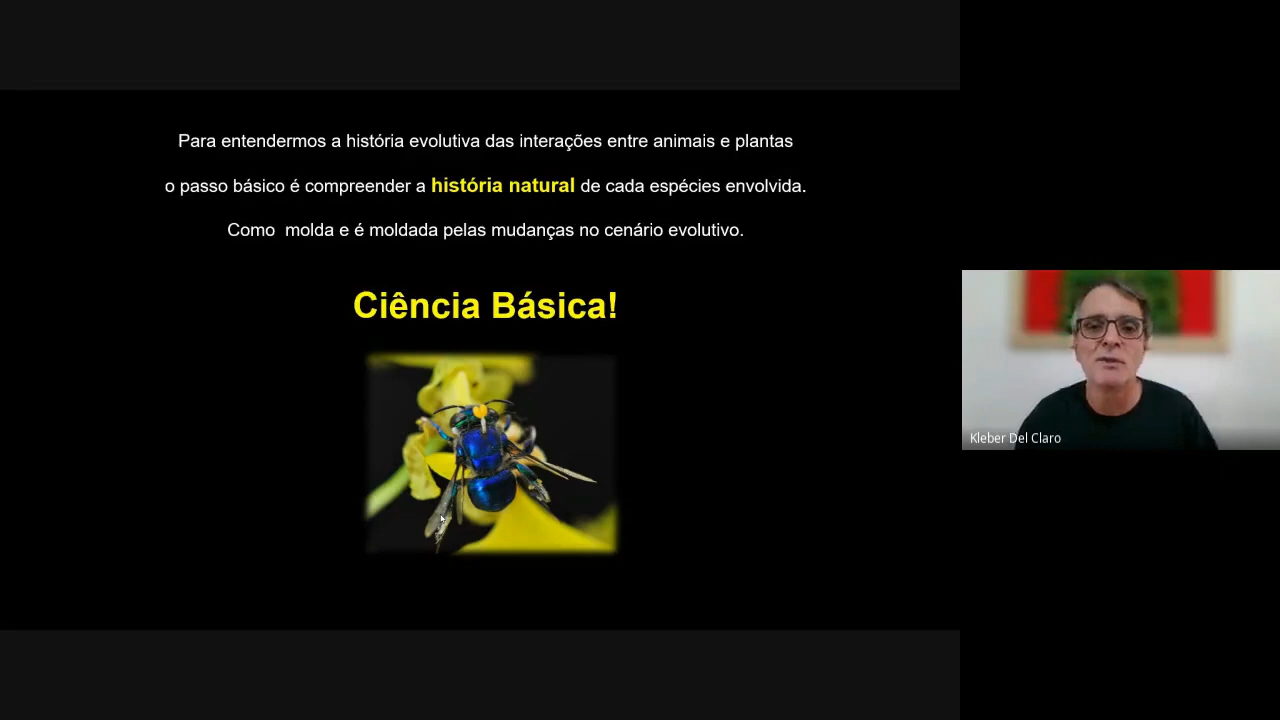 Para entendermos a história evolutiva das interações entre animais e plantas
o passo básico é compreender a história natural de cada espécies envolvida.
Como  molda e é moldada pelas mudanças no cenário evolutivo.
Ciência Básica!
Kleber Del Claro